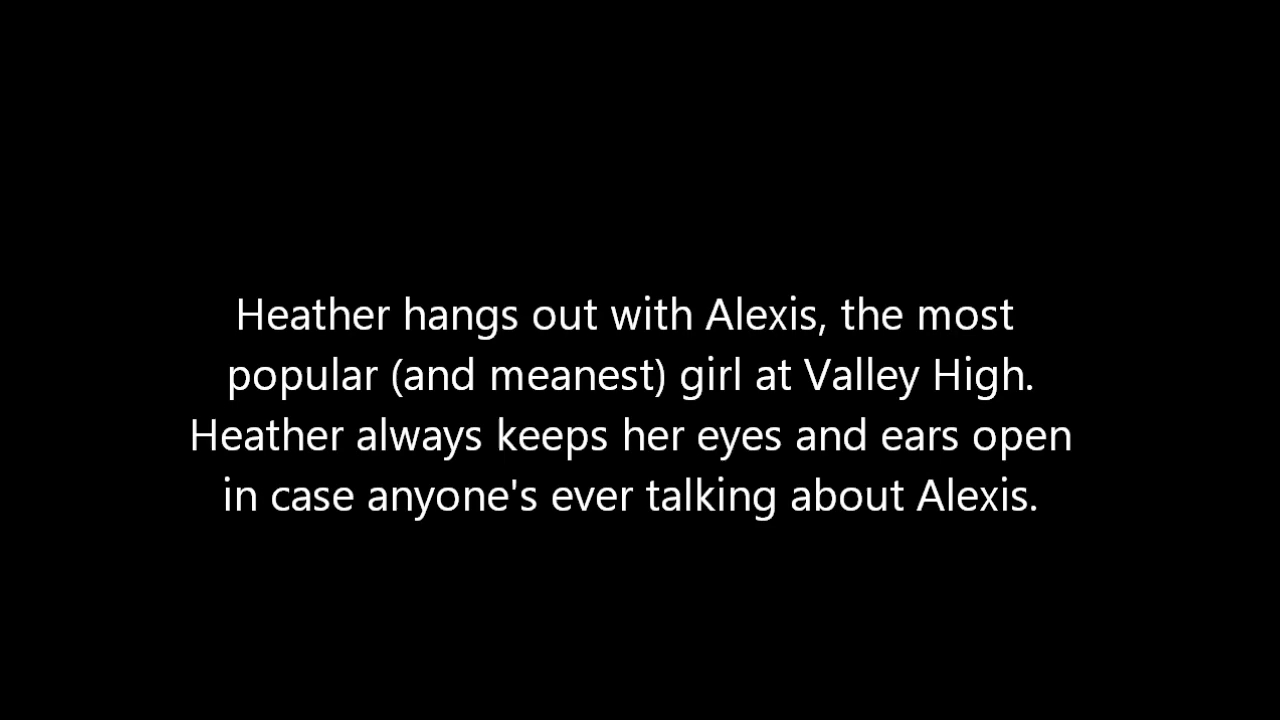 Heather hangs out with Alexis, the most
popular (and meanest) girl at Valley High.
Heather always keeps her eyes and ears open
in case anyone's ever talking about Alexis.